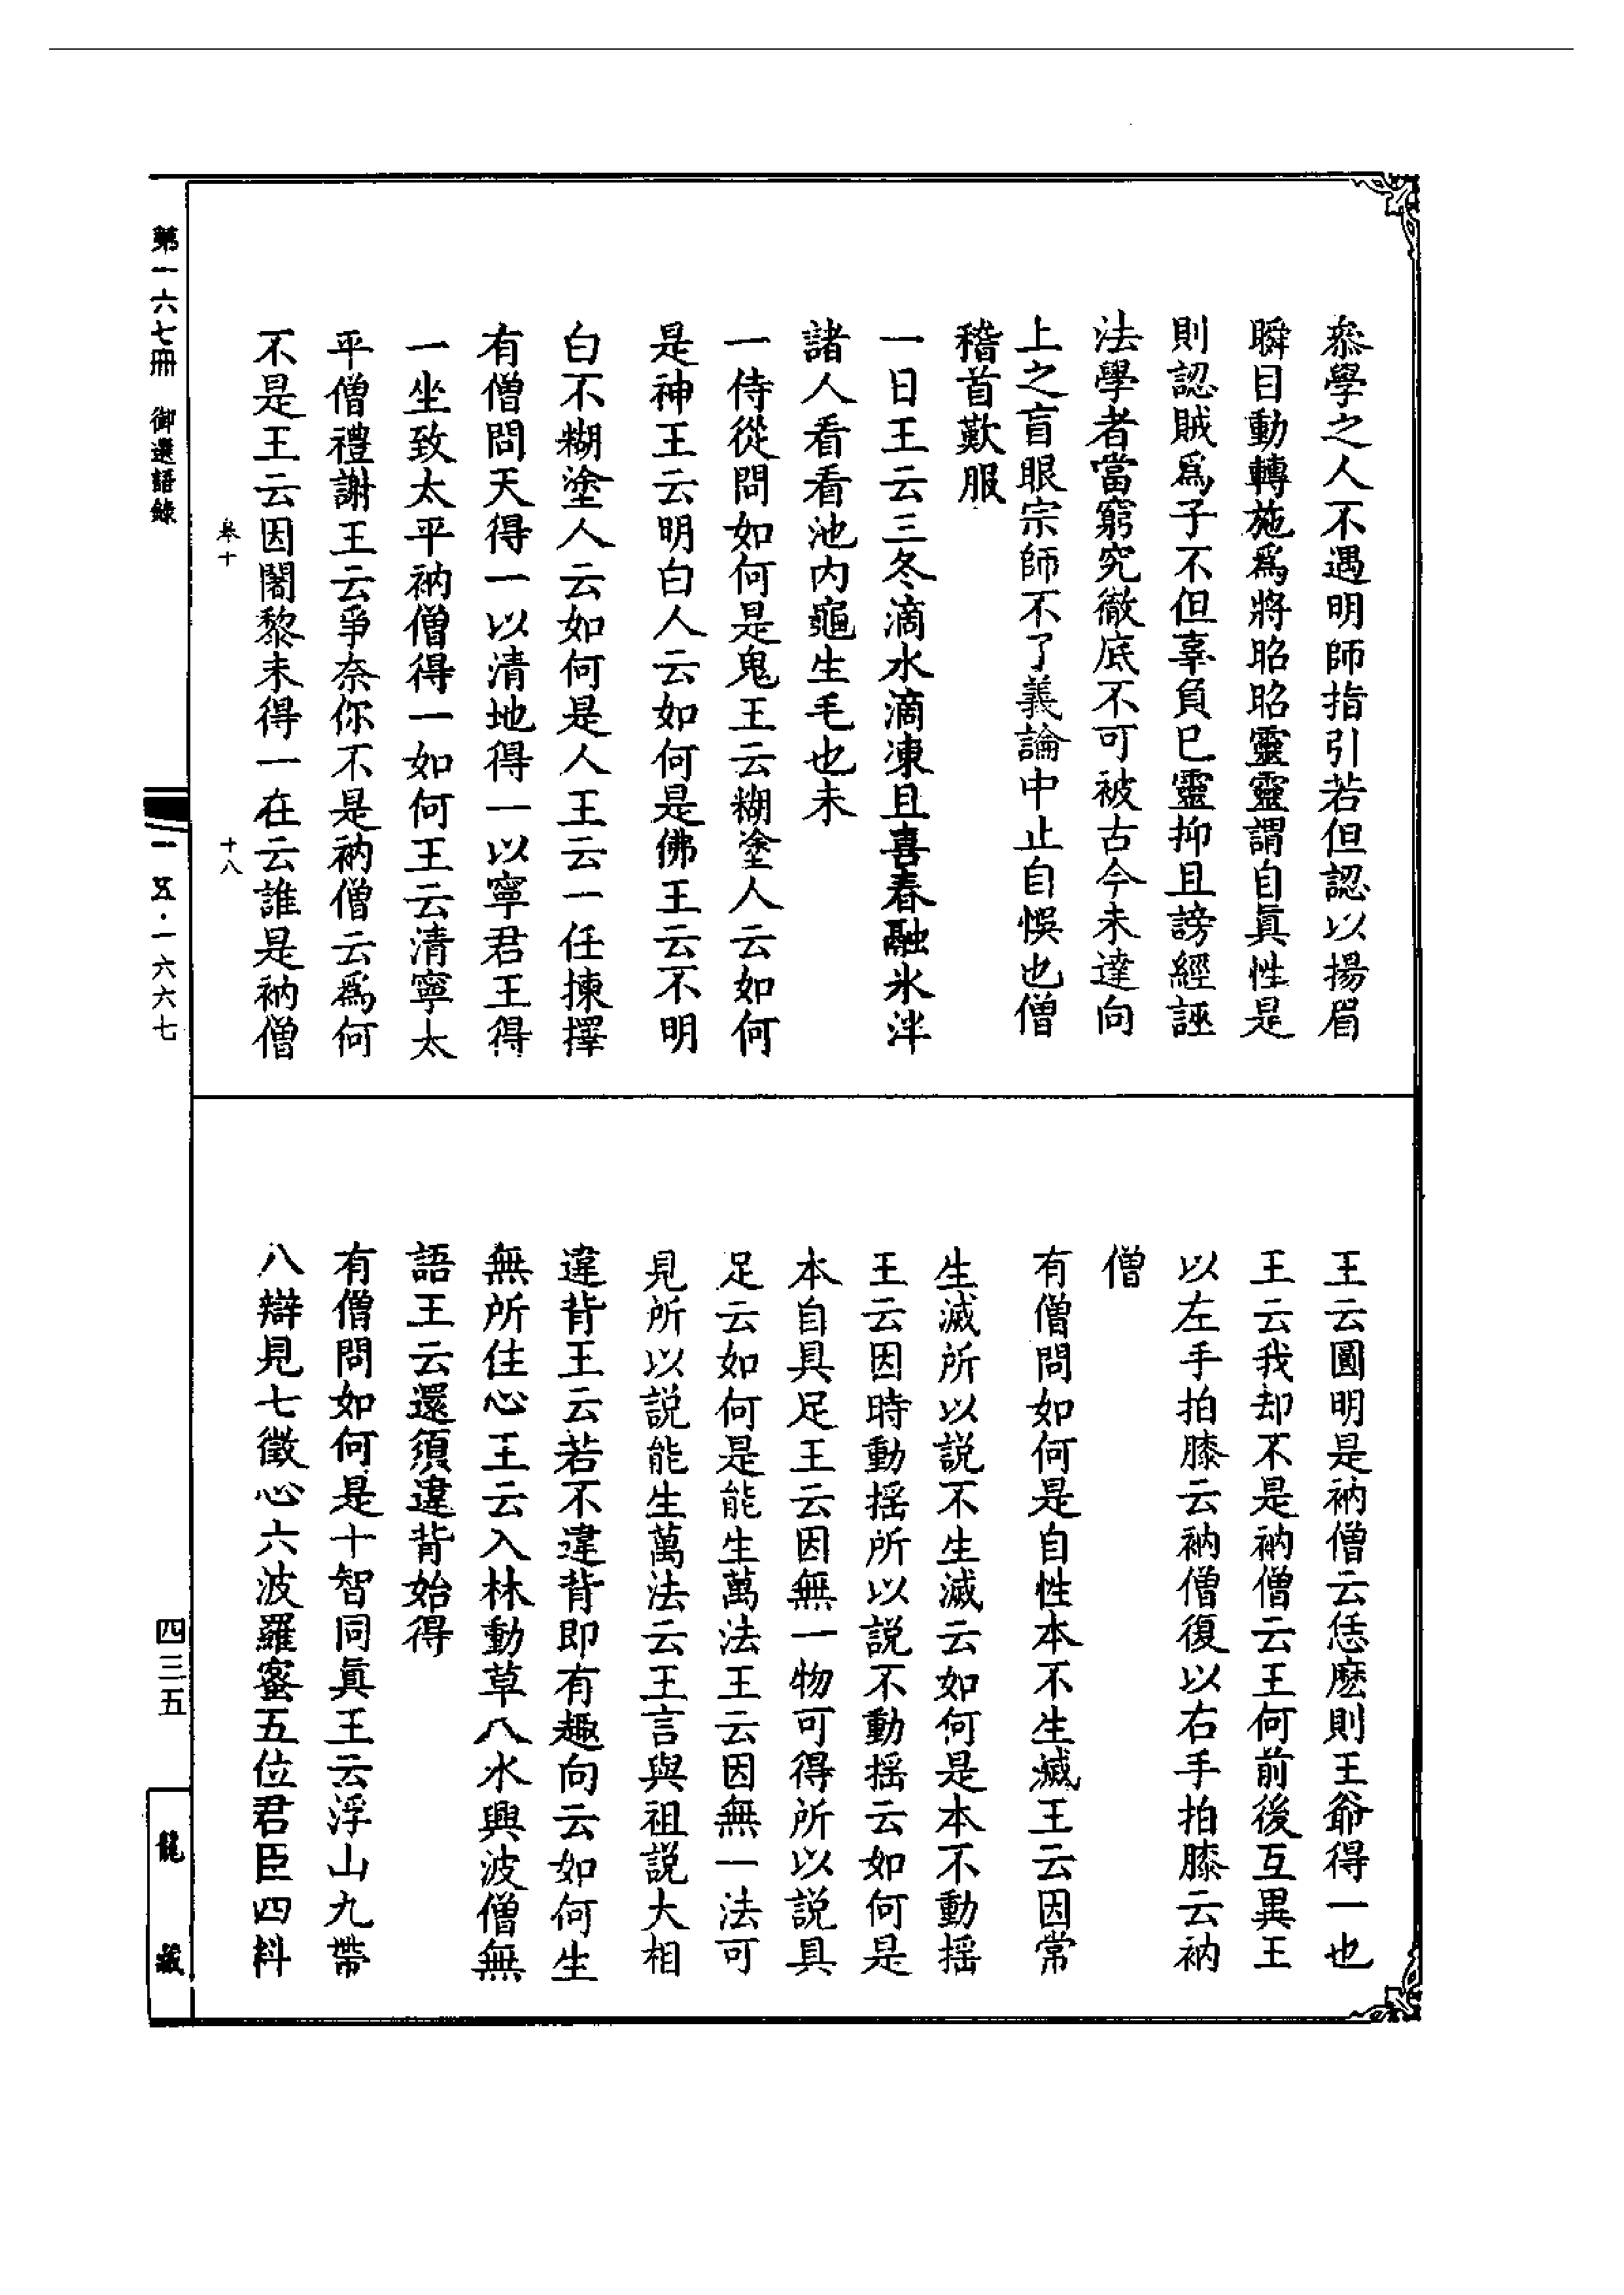 叅學之人不遇明師指引若但認以揚眉
瞬目動轉施爲將昭昭靈靈謂自眞性是
則認賊爲子不但辜負巳靈抑且謗經誣
法學者當窮究徹底不可被古今未達向
上之盲眼宗師不了義論中止自悞也僧
稽首歎服
一日王云三冬滴水滴凍且喜春融氷泮
諸人看看池内龜生毛也未
一侍從問如何是鬼王云糊塗人云如何
是神王云明白人云如何是佛王云不明
白不糊塗人云如何是人王云一任揀擇
有僧問天得一以清地得一以寧君王得
一坐致太平衲僧得一如何王云清寧太
平僧禮謝王云爭奈你不是衲僧云爲何
不是王云因闍黎未得一在云誰是衲僧
王云圓明是衲僧云恁麽則王爺得一也
王云我却不是衲僧云王何前後互異王
以左手拍膝云衲僧復以右手拍膝云衲
僧
有僧問如何是自性本不生滅王云因常
生滅所以説不生滅云如何是本不動揺
王云因時動揺所以説不動揺云如何是
本自具足王云因無一物可得所以説具
足云如何是能生萬法王云因無一法可
見所以説能生萬法云王言與祖説大相
違背王云若不違背即有趣向云如何生
無所住心王云入林動草入水興波僧無
語王云還須違背始得
有僧問如何是十智同眞王云浮山九帶
八辯見七徵心六波羅蜜五位君臣四料
卷十
十八
第一六七冊 御選語錄
一五·一六六七
四三五
龍藏